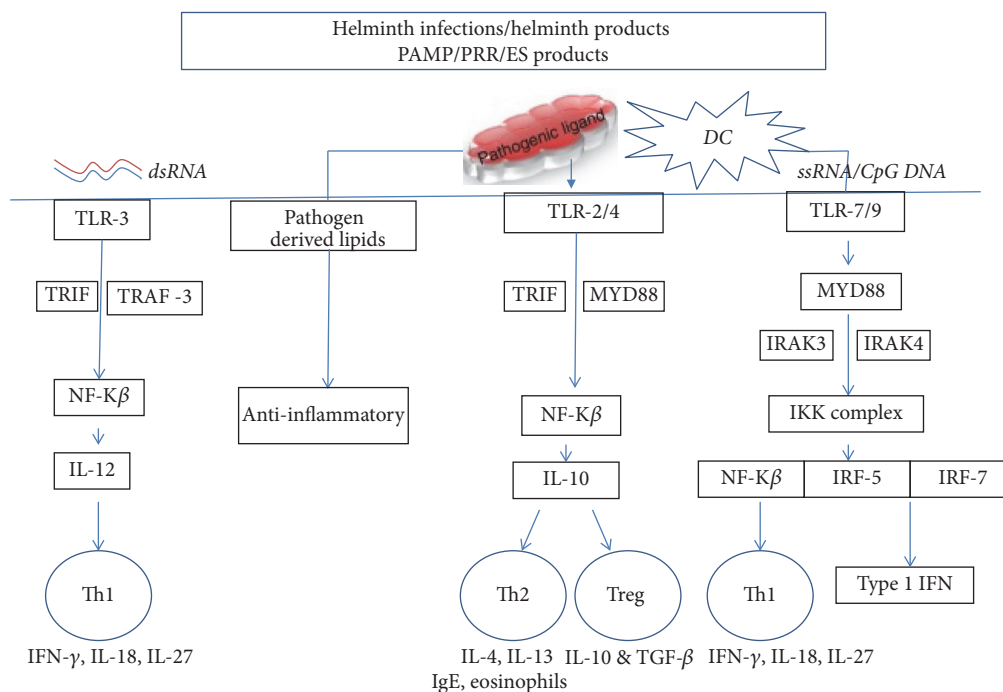 Helminth infections/helminth products
PAMP/PRR/ES products
Pathogenic ligand
DC
dsRNA
ssRNA/CpG DNA
TLR-3
Pathogen
derived lipids
TLR-2/4
TLR-7/9
TRIF
TRAF -3
TRIF
MYD88
MYD88
IRAK3
IRAK4
NF-Kβ
Anti-inflammatory
NF-Kβ
IKK complex
IL-12
IL-10
NF-Kβ
IRF-5
IRF-7
Th1
Th2
Treg
Th1
Type 1 IFN
IFN-γ, IL-18, IL-27
IL-4, IL-13
IgE, eosinophils
IL-10 & TGF-β
IFN-γ, IL-18, IL-27